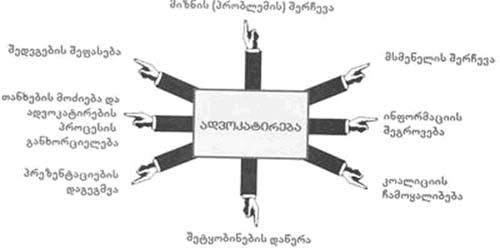 მიზნის (პრობლემის) შერჩევა
შედეგების შეფასება
მსმენელის შერჩევა
თანხების მოძიება და
ადვოკატირების
პროცესის
განხორციელება
ადვოკატირება
ინფორმაციის
შეგროვება
პრეზენტაციების
დაგეგმვა
კოალიციის
ჩამოყალიბება
შეტყობინების დაწერა